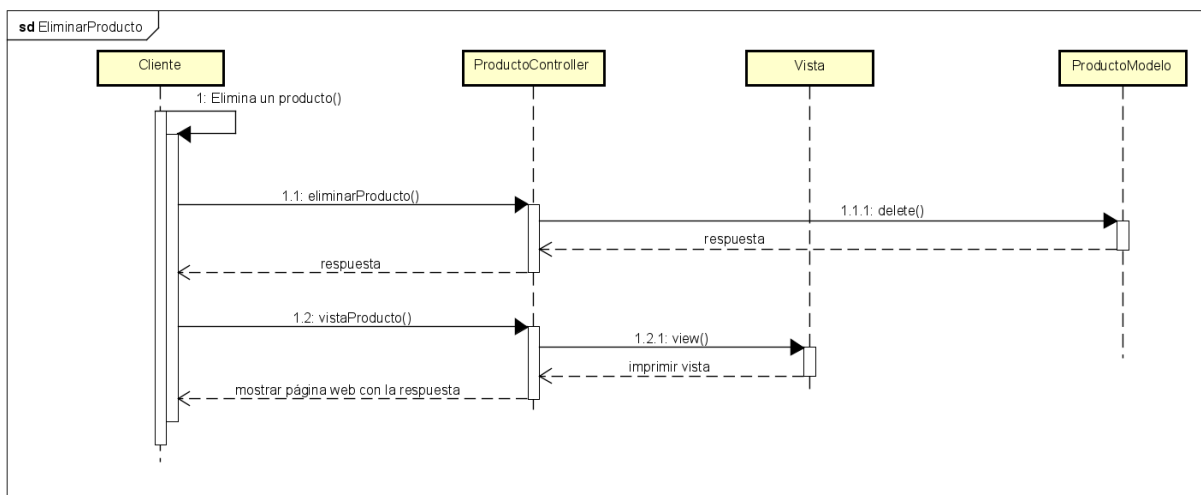 sd EliminarProducto
Cliente
ProductoController
Vista
ProductoModelo
1: Elimina un producto()
1.1: eliminarProducto()
1.1.1: delete()
respuesta
respuesta
1.2: vistaProducto()
1.2.1: view()
imprimir vista
mostrar página web con la respuesta